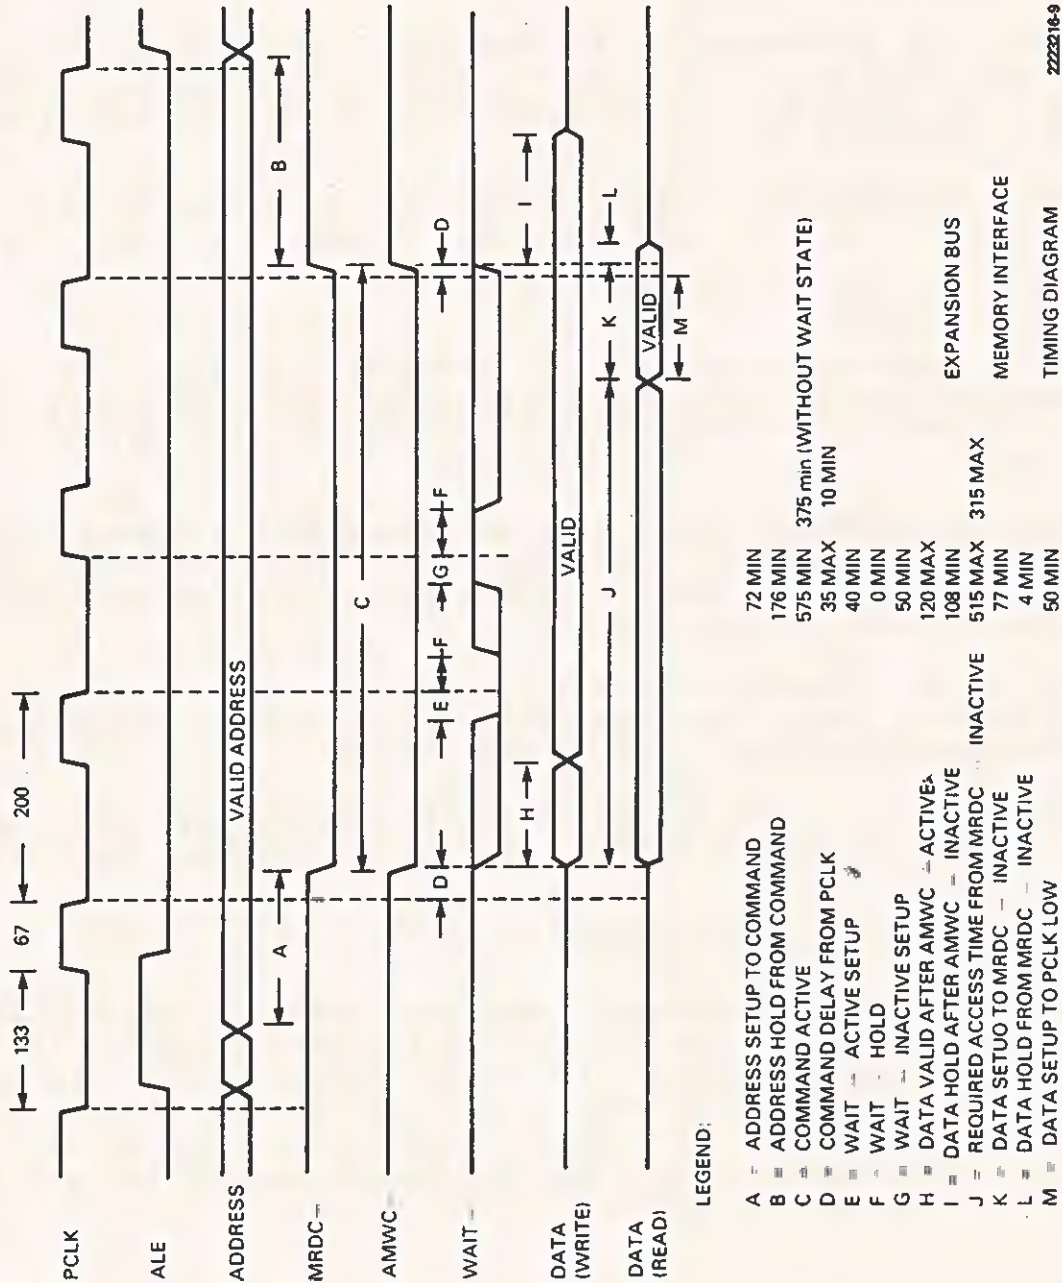 133
67
200
PCLK
ALE
ADDRESS
VALID ADDRESS
A
B
MRDC–
C
AMWC–
D
E
F
G
F
D
WAIT–
H
I
DATA
(WRITE)
VALID
J
K
L
DATA
(READ)
VALID
M
LEGEND:
A = ADDRESS SETUP TO COMMAND 72 MIN
B = ADDRESS HOLD FROM COMMAND 176 MIN
C = COMMAND ACTIVE 575 MIN 375 min (WITHOUT WAIT STATE)
D = COMMAND DELAY FROM PCLK 35 MAX 10 MIN
E = WAIT – ACTIVE SETUP 40 MIN
F = WAIT - HOLD 0 MIN
G = WAIT – INACTIVE SETUP 50 MIN
H = DATA VALID AFTER AMWC – ACTIVE 120 MAX
I = DATA HOLD AFTER AMWC – INACTIVE 108 MIN
J = REQUIRED ACCESS TIME FROM MRDC – INACTIVE 515 MAX 315 MAX
K = DATA SETUO TO MRDC – INACTIVE 77 MIN
L = DATA HOLD FROM MRDC – INACTIVE 4 MIN
M = DATA SETUP TO PCLK LOW 50 MIN
EXPANSION BUS
MEMORY INTERFACE
TIMING DIAGRAM
2223216-9